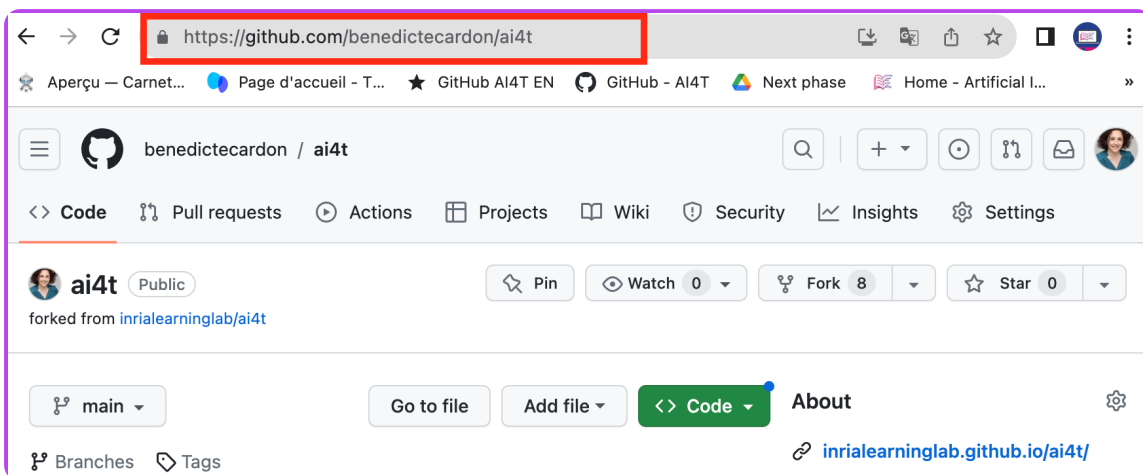 https://github.com/benedictecardon/ai4t
Aperçu — Carnet... Page d'accueil - T... GitHub AI4T EN GitHub - AI4T Next phase Home - Artificial I... »
benedictecardon / ai4t
<> Code Pull requests Actions Projects Wiki Security Insights Settings
ai4t Public Pin Watch 0 Fork 8 Star 0
forked from inrialearninglab/ai4t
main Go to file Add file <> Code About
Branches Tags inrialearninglab.github.io/ai4t/